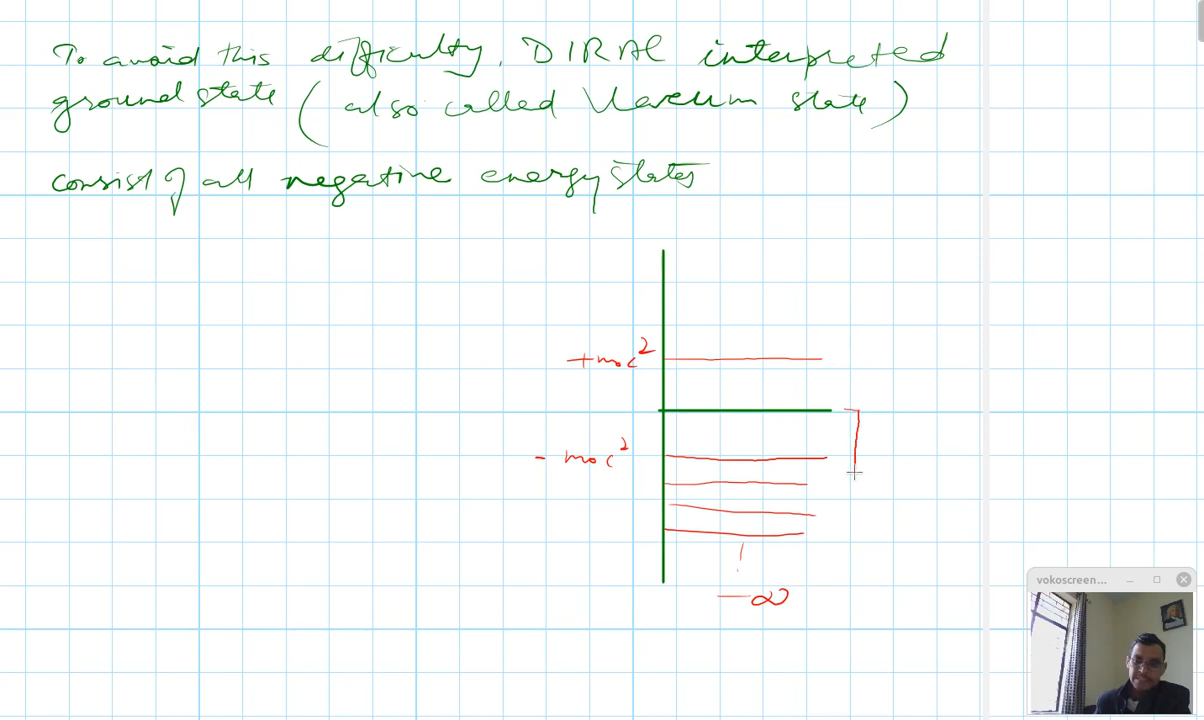 To avoid this difficulty, DIRAC interpreted
ground state (also called Vacuum state)
consist of all negative energy states
+m₀c²
- m₀c²
-∞
vokoscreen...